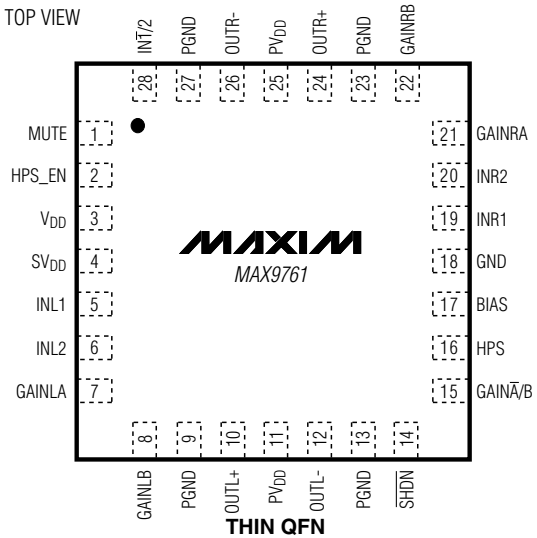 TOP VIEW
IN1̅/2
PGND
OUTR-
PVDD
OUTR+
PGND
GAINRB
28 27 26 25 24 23 22
MUTE 1
HPS_EN 2
VDD 3
SVDD 4
INL1 5
INL2 6
GAINLA 7
MAXIM
MAX9761
21 GAINRA
20 INR2
19 INR1
18 GND
17 BIAS
16 HPS
15 GAINA̅/B
8 9 10 11 12 13 14
GAINLB
PGND
OUTL+
PVDD
OUTL-
PGND
S̅H̅D̅N̅
THIN QFN